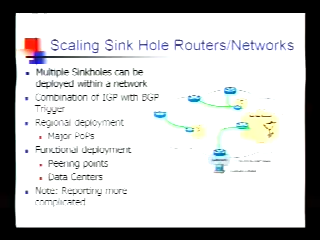 Scaling Sink Hole Routers/Networks
Multiple Sinkholes can be
deployed within a network
Combination of IGP with BGP
Trigger
Regional deployment
Major PoPs
Functional deployment
Peering points
Data Centers
Note: Reporting more
complicated